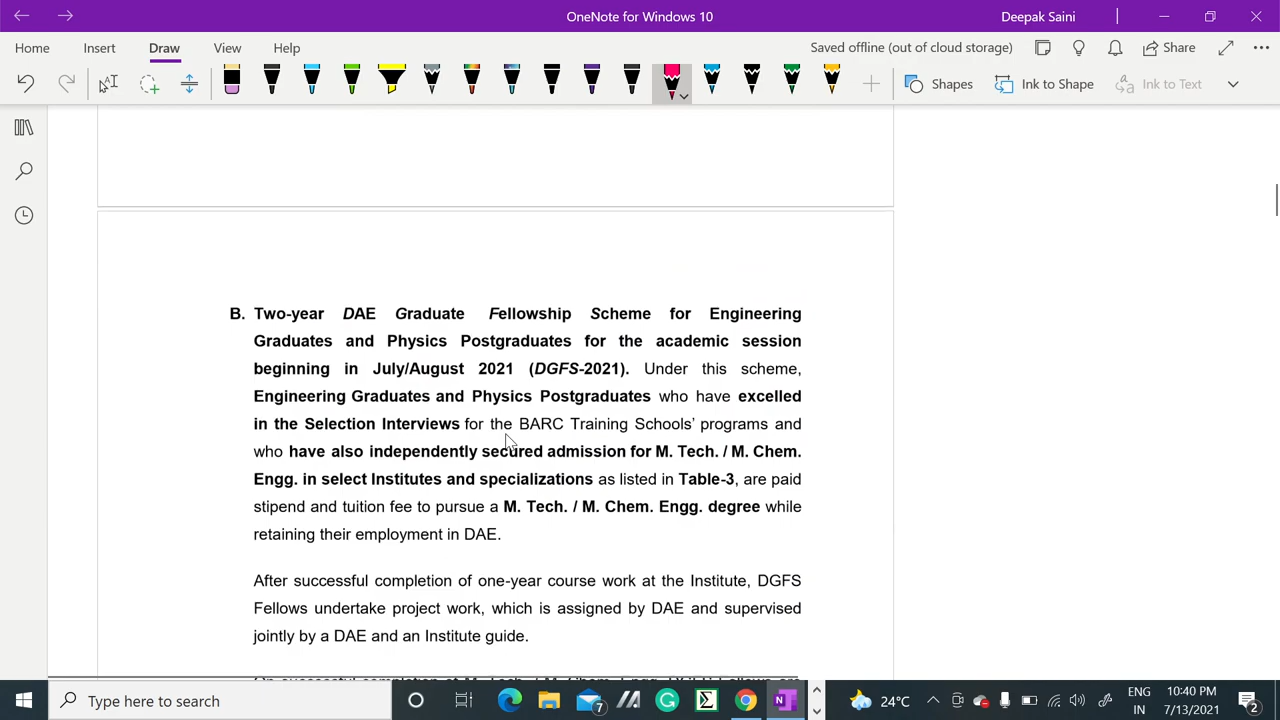 OneNote for Windows 10
Deepak Saini
Home Insert Draw View Help
Saved offline (out of cloud storage)
Share
Shapes
Ink to Shape
Ink to Text
B. Two-year DAE Graduate Fellowship Scheme for Engineering
Graduates and Physics Postgraduates for the academic session
beginning in July/August 2021 (DGFS-2021). Under this scheme,
Engineering Graduates and Physics Postgraduates who have excelled
in the Selection Interviews for the BARC Training Schools' programs and
who have also independently secured admission for M. Tech. / M. Chem.
Engg. in select Institutes and specializations as listed in Table-3, are paid
stipend and tuition fee to pursue a M. Tech. / M. Chem. Engg. degree while
retaining their employment in DAE.
After successful completion of one-year course work at the Institute, DGFS
Fellows undertake project work, which is assigned by DAE and supervised
jointly by a DAE and an Institute guide.
Type here to search
7
24°C
ENG
IN
10:40 PM
7/13/2021
2